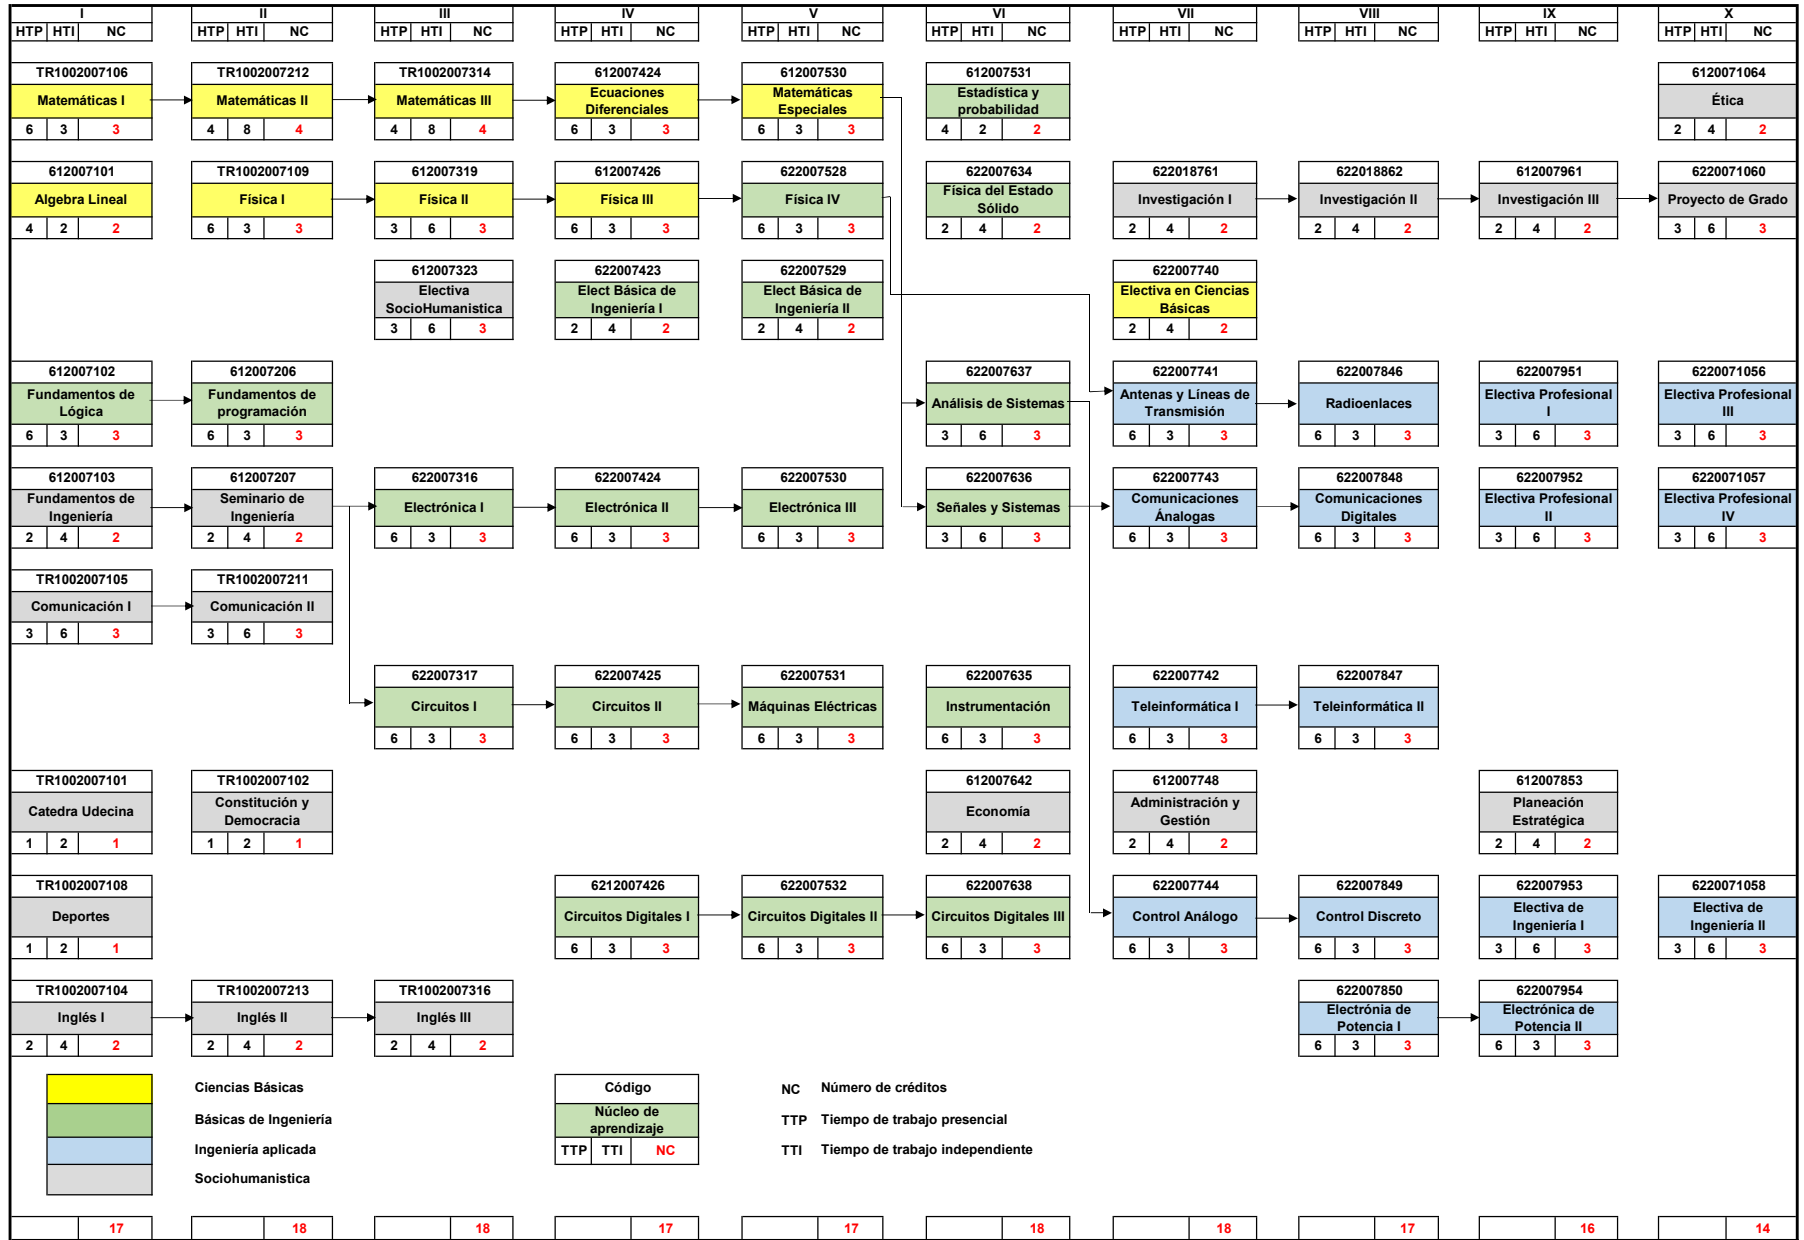 I II III IV V VI VII VIII IX X
HTP HTI NC HTP HTI NC HTP HTI NC HTP HTI NC HTP HTI NC HTP HTI NC HTP HTI NC HTP HTI NC HTP HTI NC HTP HTI NC
TR1002007106 TR1002007212 TR1002007314 612007424 612007530 612007531 6120071064
Matemáticas I Matemáticas II Matemáticas III Ecuaciones Diferenciales Matemáticas Especiales Estadística y probabilidad Ética
6 3 3 4 8 4 4 8 4 6 3 3 6 3 3 4 2 2 2 4 2
612007101 TR1002007109 612007319 612007426 622007528 622007634 622018761 622018862 612007961 6220071060
Algebra Lineal Física I Física II Física III Física IV Física del Estado Sólido Investigación I Investigación II Investigación III Proyecto de Grado
4 2 2 6 3 3 3 6 3 6 3 3 6 3 3 2 4 2 2 4 2 2 4 2 2 4 2 3 6 3
612007323 622007423 622007529 622007740
Electiva SocioHumanistica Elect Básica de Ingeniería I Elect Básica de Ingeniería II Electiva en Ciencias Básicas
3 6 3 2 4 2 2 4 2 2 4 2
612007102 612007206 622007637 622007741 622007846 612007951 6220071056
Fundamentos de Lógica Fundamentos de programación Análisis de Sistemas Antenas y Líneas de Transmisión Radioenlaces Electiva Profesional I Electiva Profesional III
6 3 3 6 3 3 3 6 3 6 3 3 6 3 3 3 6 3 3 6 3
612007103 612007207 622007316 622007424 622007530 622007636 622007743 622007848 622007952 6220071057
Fundamentos de Ingeniería Seminario de Ingeniería Electrónica I Electrónica II Electrónica III Señales y Sistemas Comunicaciones Ánalogas Comunicaciones Digitales Electiva Profesional II Electiva Profesional IV
2 4 2 2 4 2 6 3 3 6 3 3 6 3 3 3 6 3 6 3 3 6 3 3 3 6 3 3 6 3
TR1002007105 TR1002007211
Comunicación I Comunicación II
3 6 3 3 6 3
622007317 622007425 622007531 622007635 622007742 622007847
Circuitos I Circuitos II Máquinas Eléctricas Instrumentación Teleinformática I Teleinformática II
6 3 3 6 3 3 6 3 3 6 3 3 6 3 3 6 3 3
TR1002007101 TR1002007102 612007642 612007748 612007853
Catedra Udecina Constitución y Democracia Economía Administración y Gestión Planeación Estratégica
1 2 1 1 2 1 2 4 2 2 4 2 2 4 2
TR1002007108 6212007426 622007532 622007638 622007744 622007849 622007953 6220071058
Deportes Circuitos Digitales I Circuitos Digitales II Circuitos Digitales III Control Análogo Control Discreto Electiva de Ingeniería I Electiva de Ingeniería II
1 2 1 6 3 3 6 3 3 6 3 3 6 3 3 6 3 3 3 6 3 3 6 3
TR1002007104 TR1002007213 TR1002007316 622007850 622007954
Inglés I Inglés II Inglés III Electrónia de Potencia I Electrónica de Potencia II
2 4 2 2 4 2 2 4 2 6 3 3 6 3 3
Ciencias Básicas Código NC Número de créditos
Básicas de Ingeniería Núcleo de aprendizaje TTP Tiempo de trabajo presencial
Ingeniería aplicada TTP TTI NC TTI Tiempo de trabajo independiente
Sociohumanistica
17 18 18 17 17 18 18 17 16 14